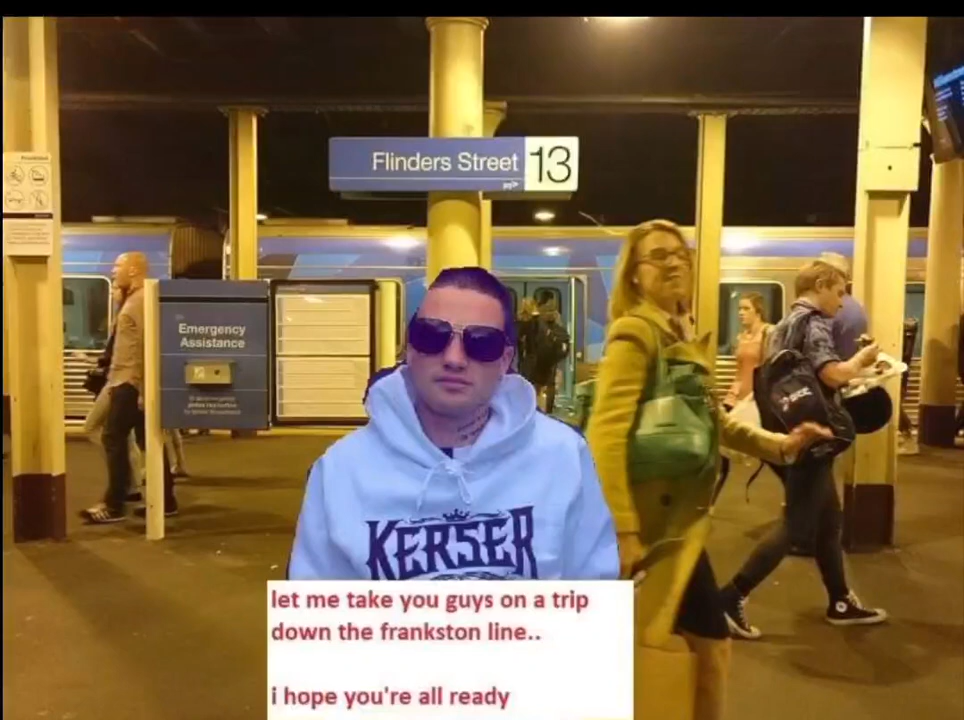 Flinders Street 13
Emergency
Assistance
KERSER
let me take you guys on a trip
down the frankston line..
i hope you're all ready